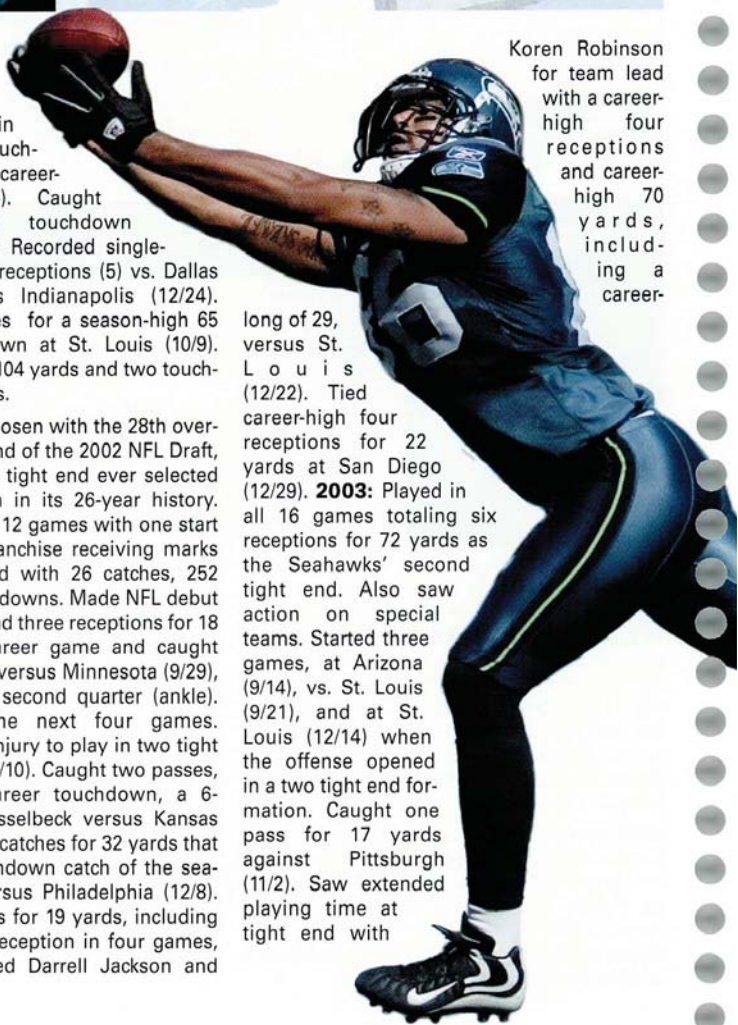 in
uch-
career-
). Caught
touchdown
Recorded single-
receptions (5) vs. Dallas
s Indianapolis (12/24).
es for a season-high 65
wn at St. Louis (10/9).
104 yards and two touch-
s.
osen with the 28th over-
nd of the 2002 NFL Draft,
tight end ever selected
in its 26-year history.
12 games with one start
anchise receiving marks
d with 26 catches, 252
downs. Made NFL debut
nd three receptions for 18
areer game and caught
versus Minnesota (9/29),
second quarter (ankle).
he next four games.
njury to play in two tight
/10). Caught two passes,
areer touchdown, a 6-
sselbeck versus Kansas
catches for 32 yards that
hdown catch of the sea-
rsus Philadelphia (12/8).
s for 19 yards, including
eception in four games,
ed Darrell Jackson and
Koren Robinson
for team lead
with a career-
high four
receptions
and career-
high 70
yards,
includ-
ing a
career-
long of 29,
versus St.
Louis
(12/22). Tied
career-high four
receptions for 22
yards at San Diego
(12/29). 2003: Played in
all 16 games totaling six
receptions for 72 yards as
the Seahawks' second
tight end. Also saw
action on special
teams. Started three
games, at Arizona
(9/14), vs. St. Louis
(9/21), and at St.
Louis (12/14) when
the offense opened
in a two tight end for-
mation. Caught one
pass for 17 yards
against Pittsburgh
(11/2). Saw extended
playing time at
tight end with